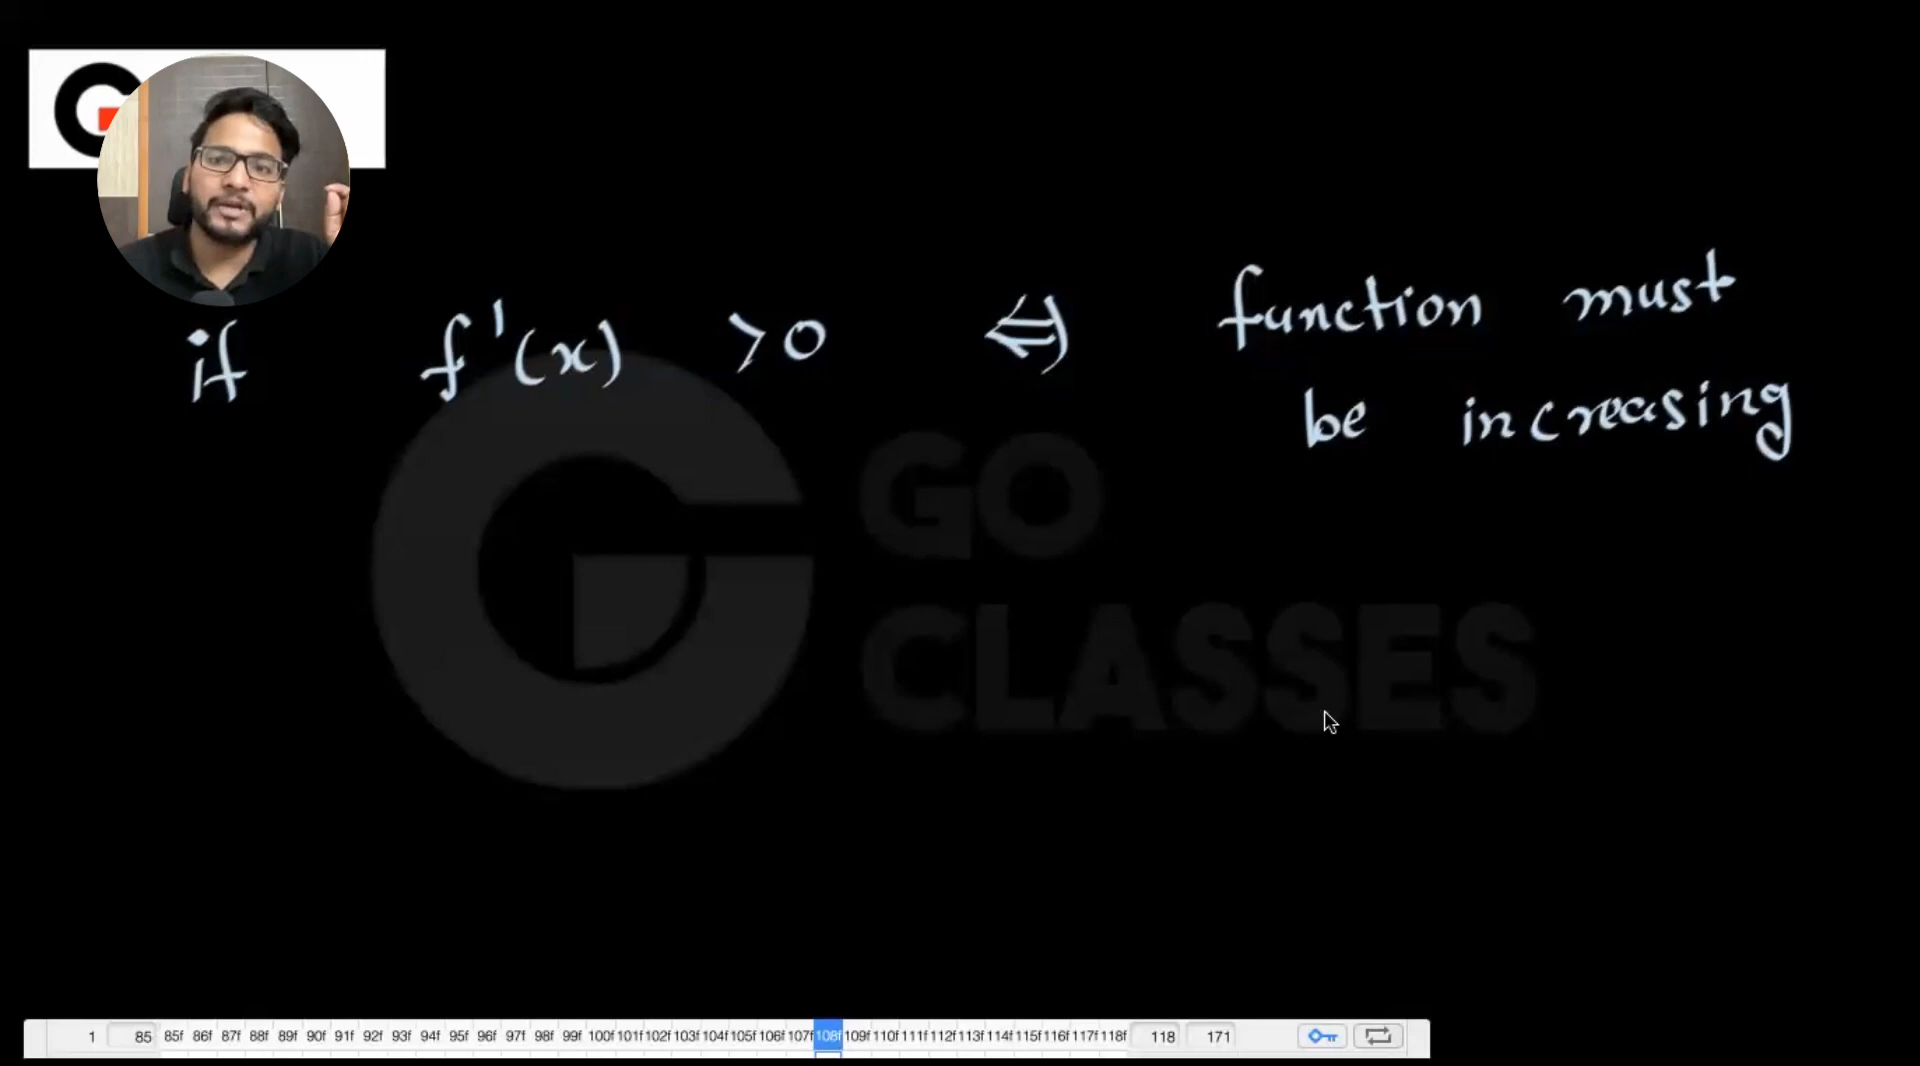 if f'(x) >0 ⇔ function must
be increasing
GO
CLASSES
1 85 85f 86f 87f 88f 89f 90f 91f 92f 93f 94f 95f 96f 97f 98f 99f 100f 101f 102f 103f 104f 105f 106f 107f 108f 109f 110f 111f 112f 113f 114f 115f 116f 117f 118f 118 171